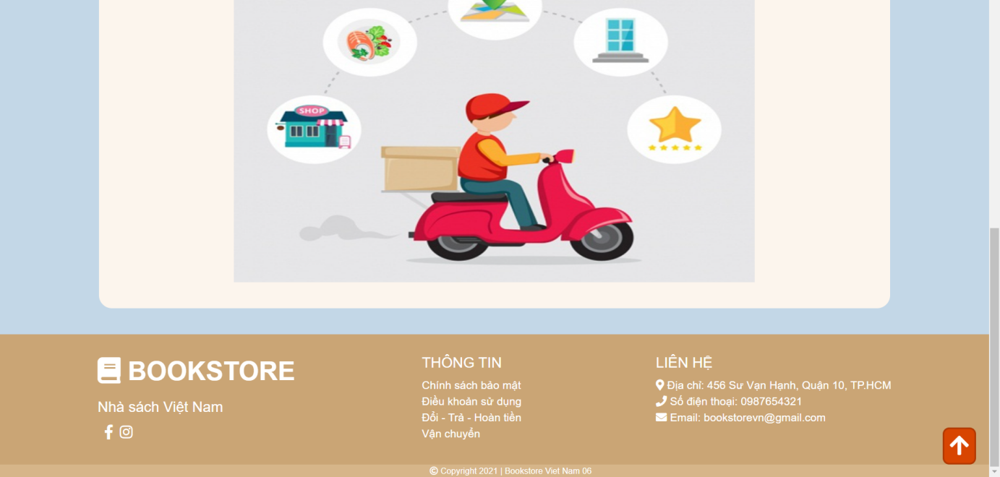 SHOP
BOOKSTORE
Nhà sách Việt Nam
THÔNG TIN
Chính sách bảo mật
Điều khoản sử dụng
Đổi - Trả - Hoàn tiền
Vận chuyển
LIÊN HỆ
Địa chỉ: 456 Sư Vạn Hạnh, Quận 10, TP.HCM
Số điện thoại: 0987654321
Email: bookstorevn@gmail.com
© Copyright 2021 | Bookstore Viet Nam 06